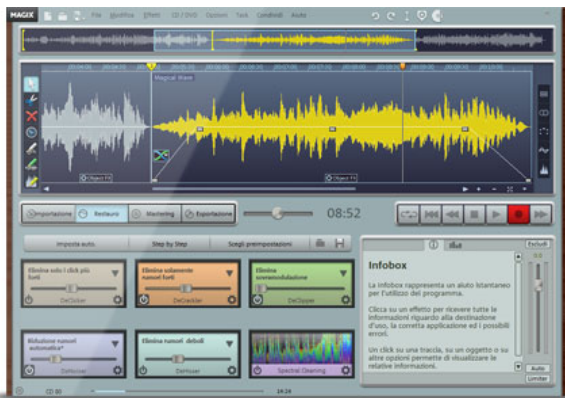 MAGIX File Modifica Effetti CD / DVD Opzioni Task Condividi Aiuto
Magical Wave
Object FX Object FX
Importazione Restauro Mastering Esportazione 08:52
Imposta auto. Step by Step Scegli preimpostazioni
Elimina solo i click più forti
DeClicker
Elimina solamente rumori forti
DeCrackler
Elimina sovramodulazione
DeClipper
Riduzione rumori automatica*
DeNoiser
Elimina rumori deboli
DeHisser
Spectral Cleaning
Infobox
La Infobox rappresenta un aiuto istantaneo
per l'utilizzo del programma.
Clicca su un effetto per ricevere tutte le
informazioni riguardo alla destinazione
d'uso, la corretta applicazione ed i possibili
errori.
Un click su una traccia, su un oggetto o su
altre opzioni permette di visualizzare le
relative informazioni.
Escludi
Auto
Limiter